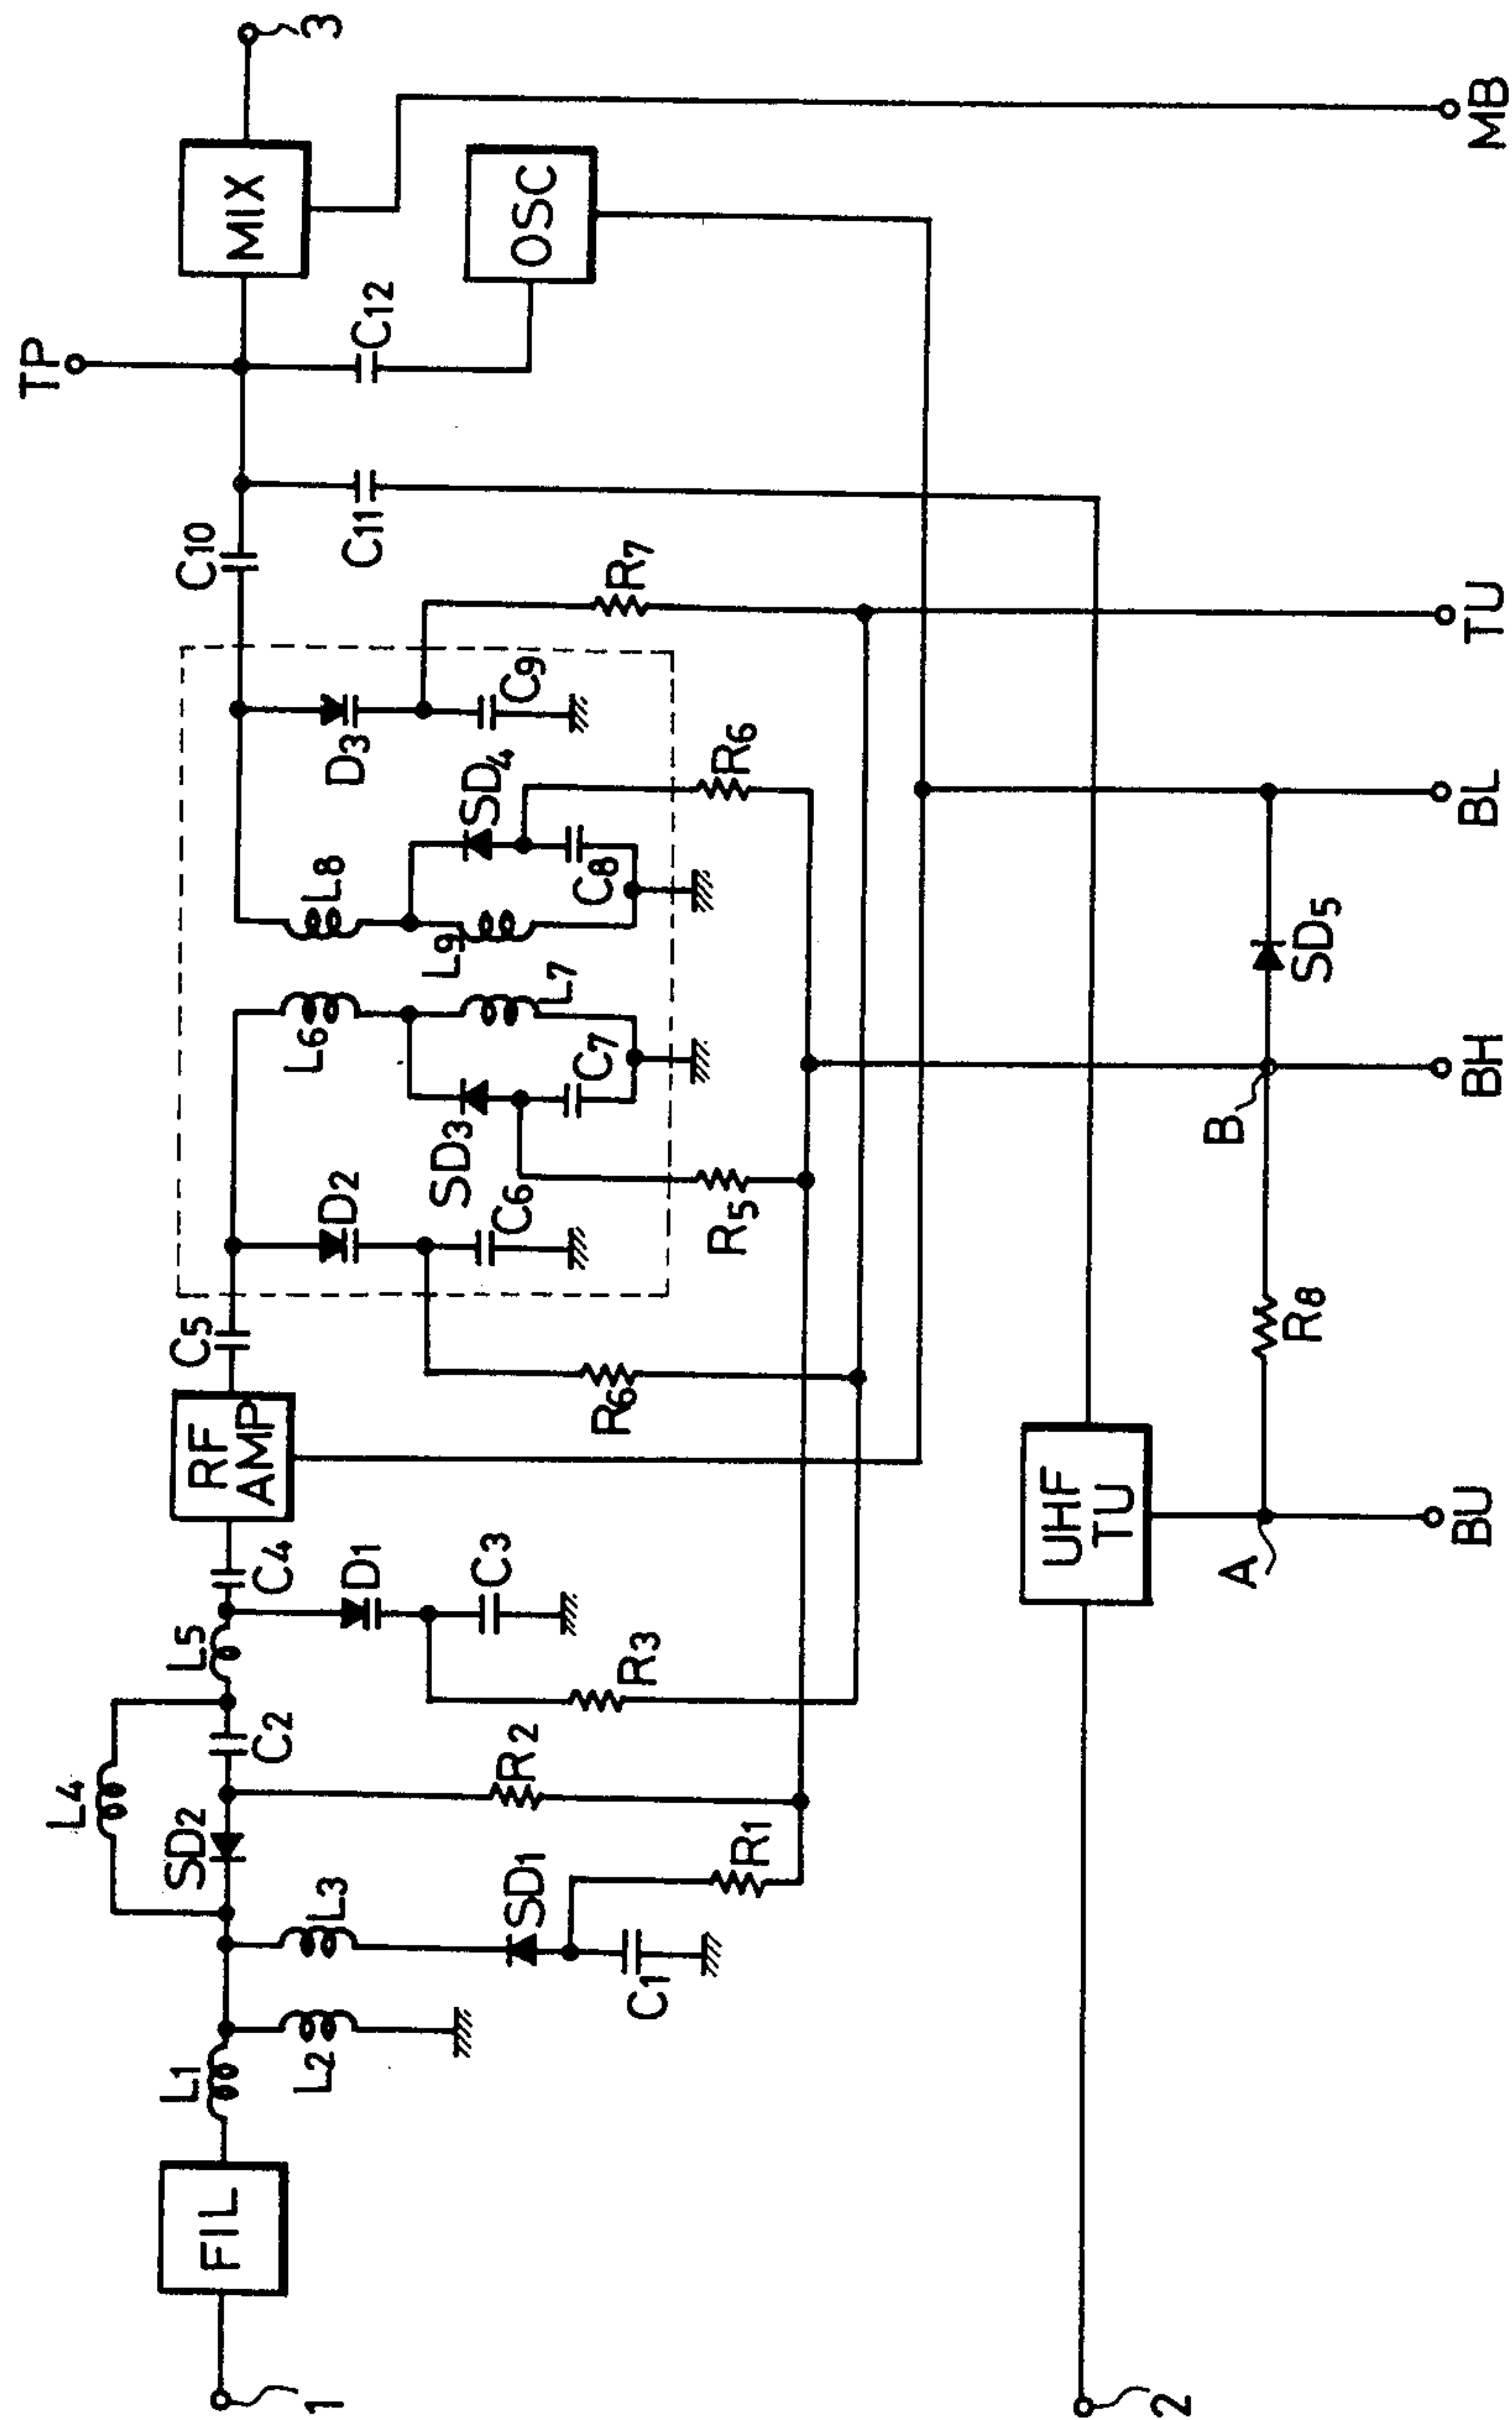 TP
3
MIX
OSC
MB
C12
C10
C11
R7
TU
D3
C9
SD4
R6
L8
C8
L9
BL
SD5
L6
L7
C7
SD3
BH
B
D2
C6
R5
C5
RF
AMP
R6
R8
UHF
TU
A
BU
C4
D1
C3
L5
R3
C2
L4
R2
SD2
R1
L3
SD1
C1
L1
L2
FIL
1
2